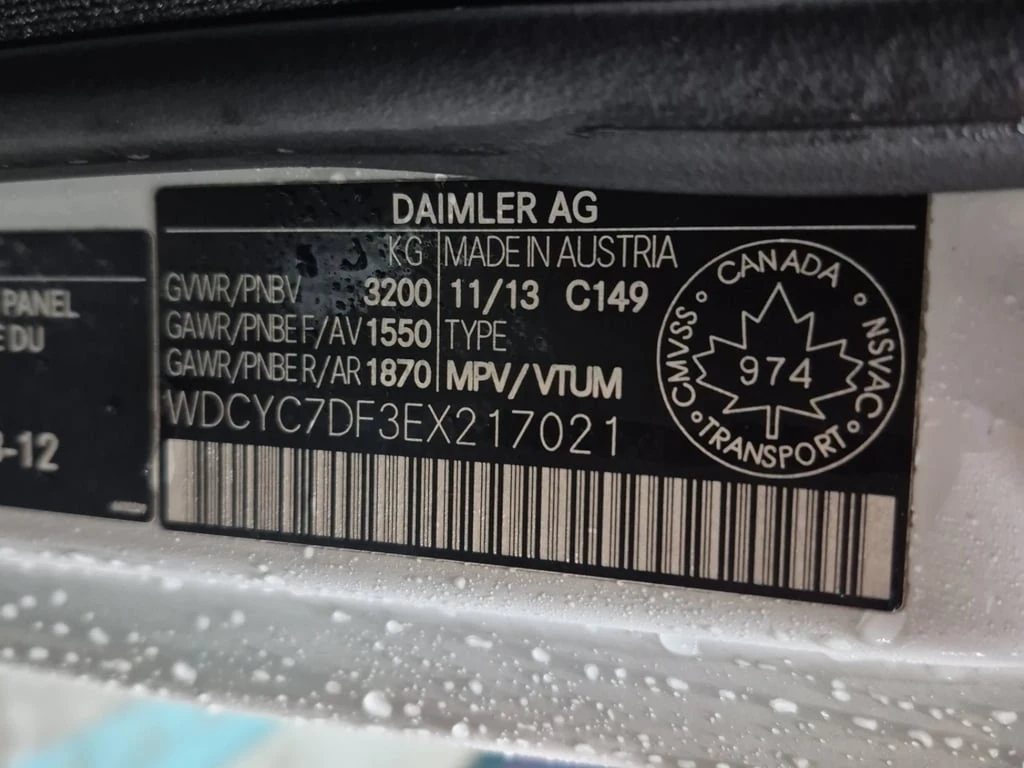 PANEL
E DU
-12
DAIMLER AG
KG MADE IN AUSTRIA
GVWR/PNBV 3200 11/13 C149
GAWR/PNBE F/AV 1550 TYPE
GAWR/PNBE R/AR 1870 MPV/VTUM
WDCYC7DF3EX217021
CANADA
CMVSS NSVAC
974
TRANSPORT